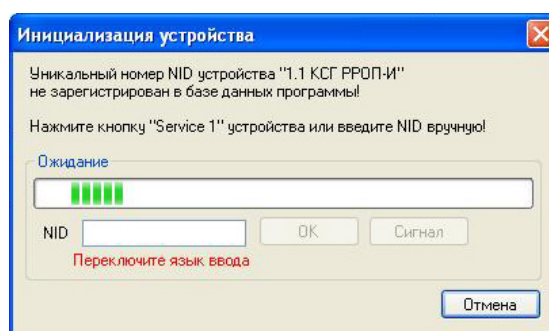 Инициализация устройства
Уникальный номер NID устройства "1.1 КСГ РРОП-И"
не зарегистрирован в базе данных программы!
Нажмите кнопку "Service 1" устройства или введите NID вручную!
Ожидание
NID
OK
Сигнал
Переключите язык ввода
Отмена